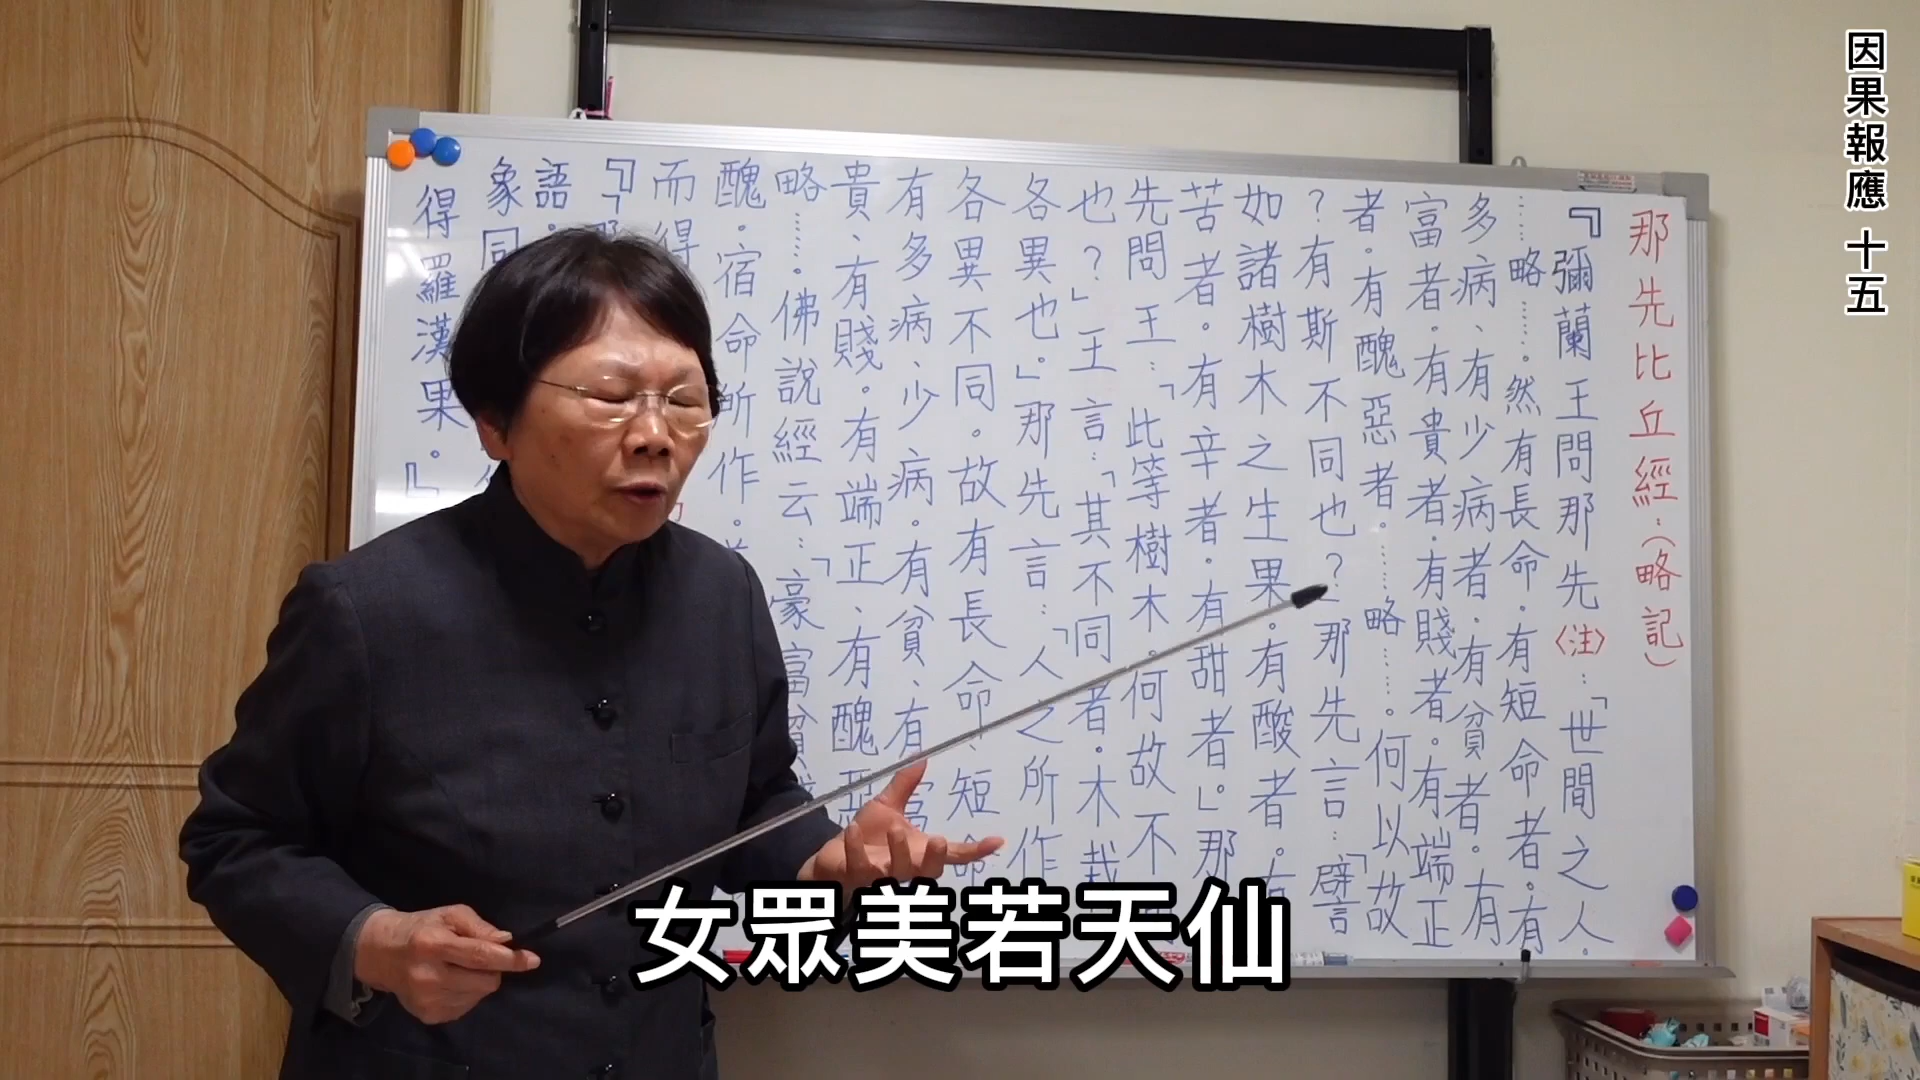 因果報應 十五
那先比丘經:(略記)
『彌蘭王問那先〈注〉:「世間之人.
……略……。然有長命.有短命者.有
多病、有少病者.有貧者.有
富者.有貴者.有賤者.有端正
者.有醜惡者.……略…….何以故
?有斯不同也?」那先言:「譬言
如諸樹木之生果.有酸者.有
苦者.有辛者.有甜者.」那
先問王:「此等樹木.何故不
也?」王言:「其不同者.木栽
各異也.」那先言:「人之所作
各異不同.故有長命、短命
有多病、少病.有貧、有富
貴、有賤.有端正、有醜惡
略……。佛說經云:「豪富貧
醜.宿命所作.
而得
』「那
語.
象同
得羅漢果.』
女眾美若天仙